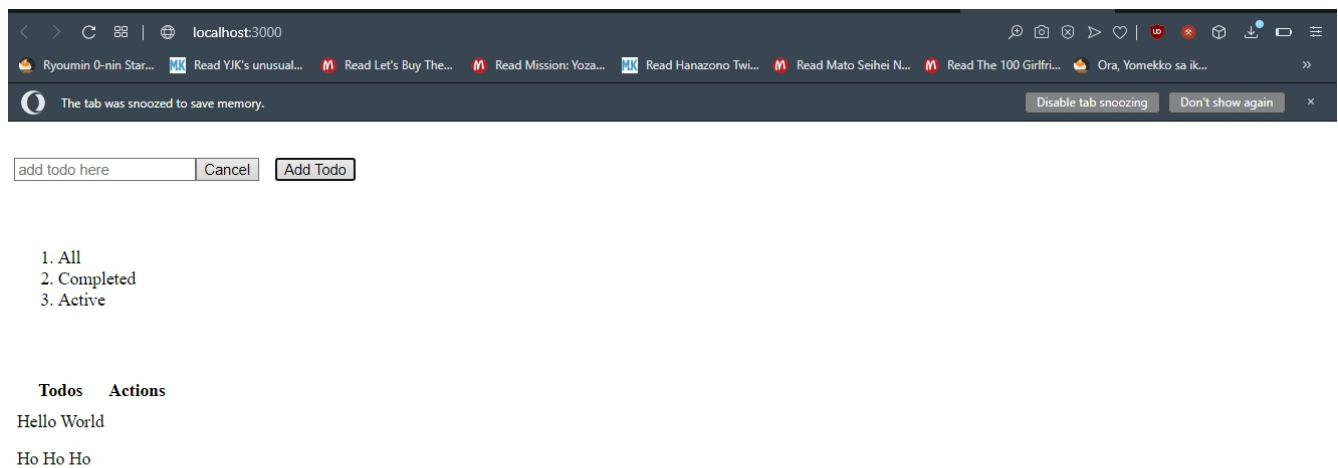 localhost:3000
Ryoumin 0-nin Star... MK Read YJK's unusual... Read Let's Buy The... Read Mission: Yoza... MK Read Hanazono Twi... Read Mato Seihei N... Read The 100 Girlfri... Ora, Yomekko sa ik... »
The tab was snoozed to save memory. Disable tab snoozing Don't show again
add todo here Cancel Add Todo
1. All
2. Completed
3. Active
Todos Actions
Hello World
Ho Ho Ho